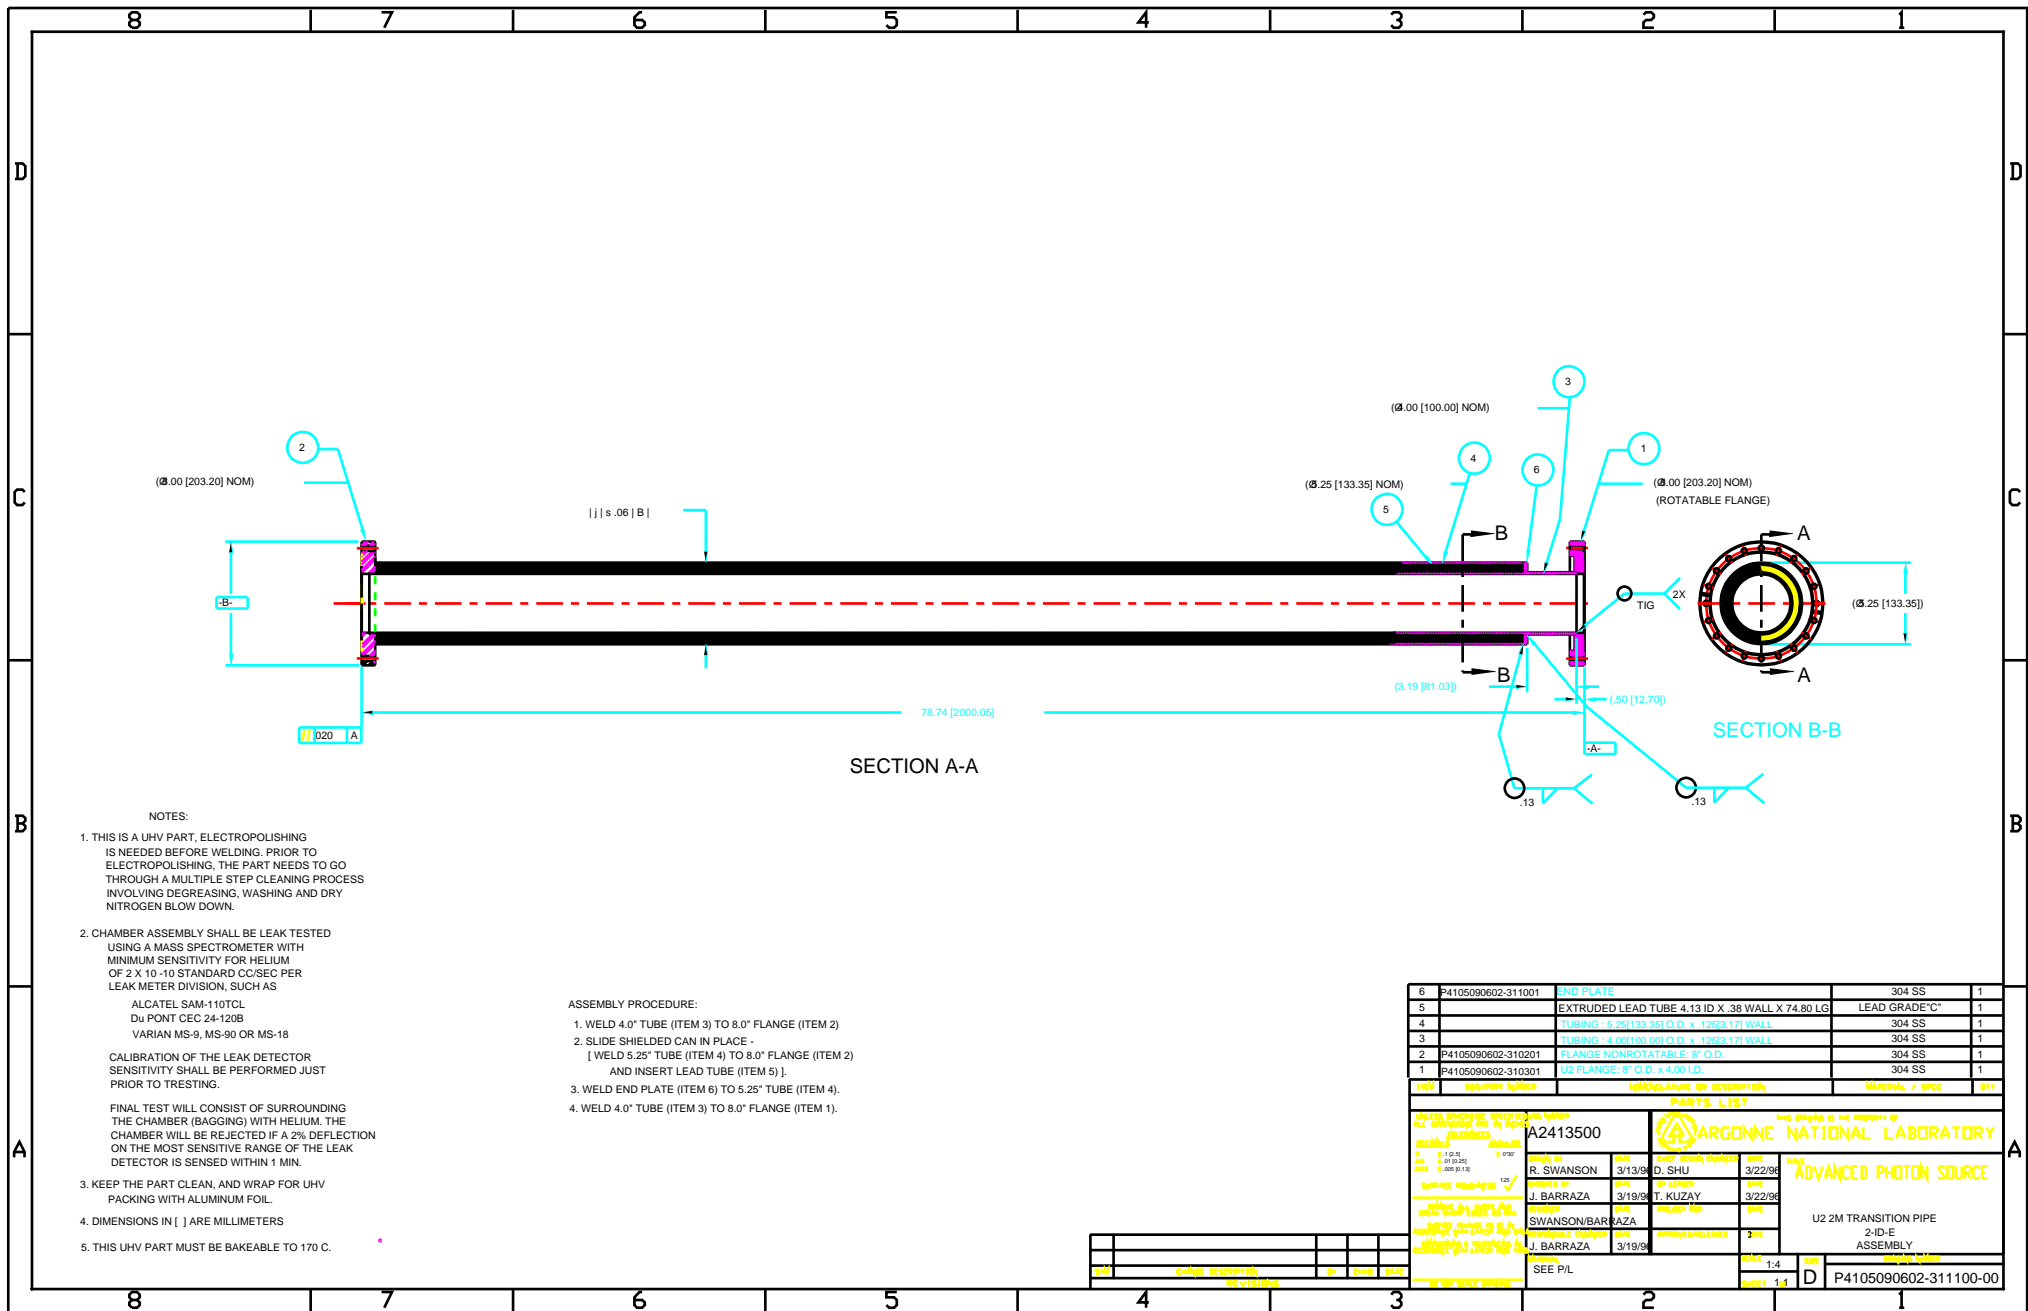 8 7 6 5 4 3 2 1
D D
C C
B B
A A
(Ø8.00 [203.20] NOM)
2
| j | s .06 | B |
(Ø4.00 [100.00] NOM)
3
4
6
1
(Ø5.25 [133.35] NOM)
5
(Ø8.00 [203.20] NOM)
(ROTATABLE FLANGE)
B
A
-B-
TIG
2X
(Ø5.25 [133.35])
B
A
(3.19 [81.03])
(.50 [12.70])
78.74 [2000.05]
// .020 A
-A-
SECTION A-A
SECTION B-B
.13
.13
NOTES:
1. THIS IS A UHV PART, ELECTROPOLISHING
IS NEEDED BEFORE WELDING. PRIOR TO
ELECTROPOLISHING, THE PART NEEDS TO GO
THROUGH A MULTIPLE STEP CLEANING PROCESS
INVOLVING DEGREASING, WASHING AND DRY
NITROGEN BLOW DOWN.
2. CHAMBER ASSEMBLY SHALL BE LEAK TESTED
USING A MASS SPECTROMETER WITH
MINIMUM SENSITIVITY FOR HELIUM
OF 2 X 10 -10 STANDARD CC/SEC PER
LEAK METER DIVISION, SUCH AS
ALCATEL SAM-110TCL
Du PONT CEC 24-120B
VARIAN MS-9, MS-90 OR MS-18
CALIBRATION OF THE LEAK DETECTOR
SENSITIVITY SHALL BE PERFORMED JUST
PRIOR TO TRESTING.
FINAL TEST WILL CONSIST OF SURROUNDING
THE CHAMBER (BAGGING) WITH HELIUM. THE
CHAMBER WILL BE REJECTED IF A 2% DEFLECTION
ON THE MOST SENSITIVE RANGE OF THE LEAK
DETECTOR IS SENSED WITHIN 1 MIN.
3. KEEP THE PART CLEAN, AND WRAP FOR UHV
PACKING WITH ALUMINUM FOIL.
4. DIMENSIONS IN [ ] ARE MILLIMETERS
5. THIS UHV PART MUST BE BAKEABLE TO 170 C.
ASSEMBLY PROCEDURE:
1. WELD 4.0" TUBE (ITEM 3) TO 8.0" FLANGE (ITEM 2)
2. SLIDE SHIELDED CAN IN PLACE -
[ WELD 5.25" TUBE (ITEM 4) TO 8.0" FLANGE (ITEM 2)
AND INSERT LEAD TUBE (ITEM 5) ].
3. WELD END PLATE (ITEM 6) TO 5.25" TUBE (ITEM 4).
4. WELD 4.0" TUBE (ITEM 3) TO 8.0" FLANGE (ITEM 1).
6 P4105090602-311001 END PLATE 304 SS 1
5 EXTRUDED LEAD TUBE 4.13 ID X .38 WALL X 74.80 LG LEAD GRADE"C" 1
4 TUBING : 5.25[133.35] O.D. x .125[3.17] WALL 304 SS 1
3 TUBING : 4.00[100.00] O.D. x .125[3.17] WALL 304 SS 1
2 P4105090602-310201 FLANGE NONROTATABLE: 8" O.D. 304 SS 1
1 P4105090602-310301 U2 FLANGE: 8" O.D. x 4.00 I.D. 304 SS 1
PARTS LIST
A2413500
ARGONNE NATIONAL LABORATORY
R. SWANSON 3/13/96 D. SHU 3/22/96
ADVANCED PHOTON SOURCE
J. BARRAZA 3/19/96 T. KUZAY 3/22/96
SWANSON/BARRAZA
J. BARRAZA 3/19/96
U2 2M TRANSITION PIPE
2-ID-E
ASSEMBLY
SEE P/L
1:4
D P4105090602-311100-00
REVISIONS
8 7 6 5 4 3 2 1